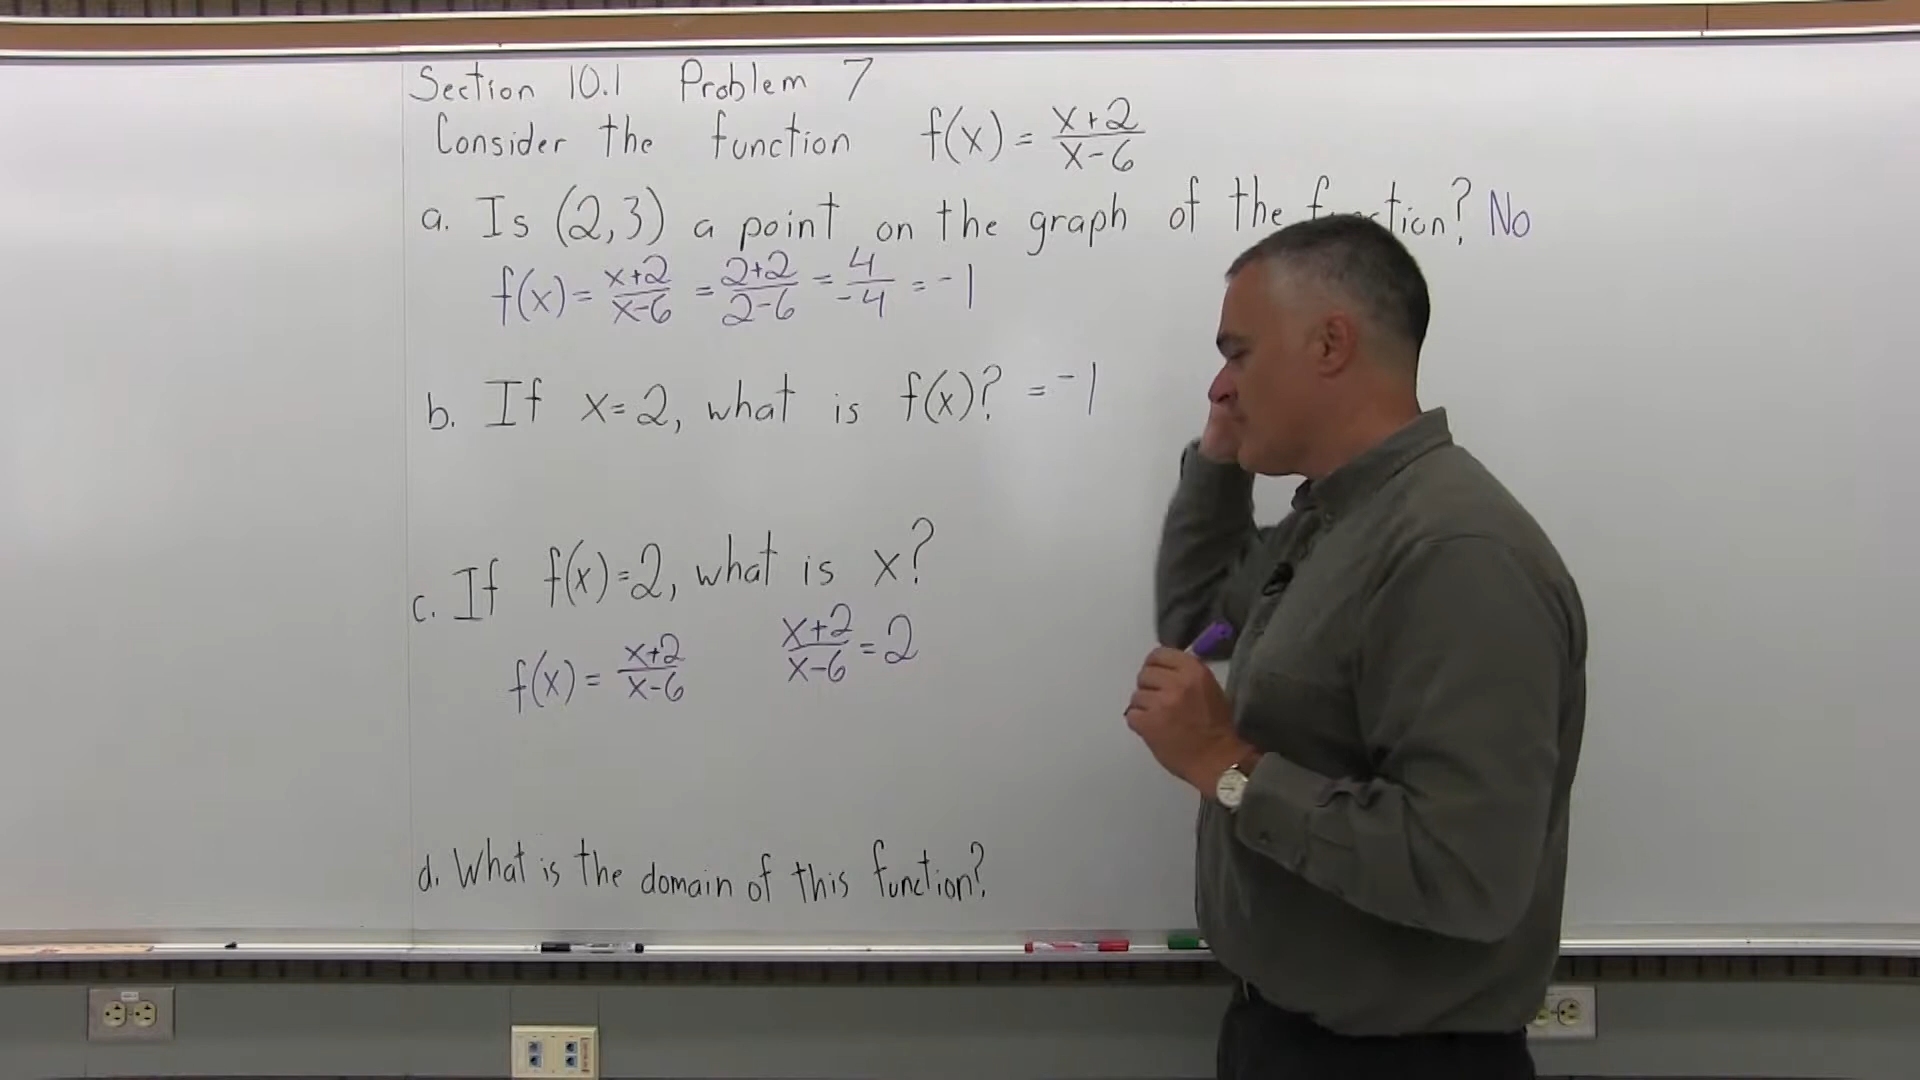 Section 10.1 Problem 7
Consider the function f(x) = x+2/x-6
a. Is (2,3) a point on the graph of the function? No
f(x) = x+2/x-6 = 2+2/2-6 = 4/-4 = -1
b. If x=2, what is f(x)? = -1
c. If f(x)=2, what is x?
f(x) = x+2/x-6 x+2/x-6 = 2
d. What is the domain of this function?